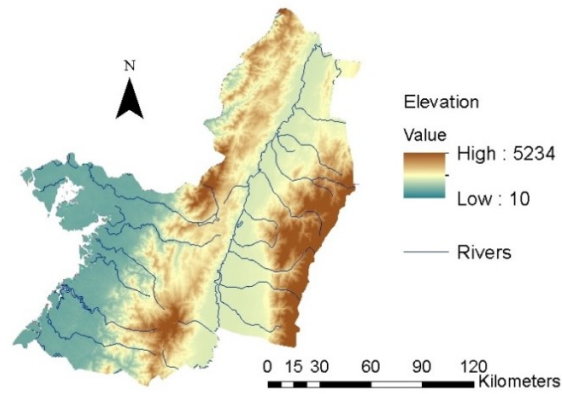 N
Elevation
Value
High : 5234
Low : 10
Rivers
0 15 30 60 90 120
Kilometers